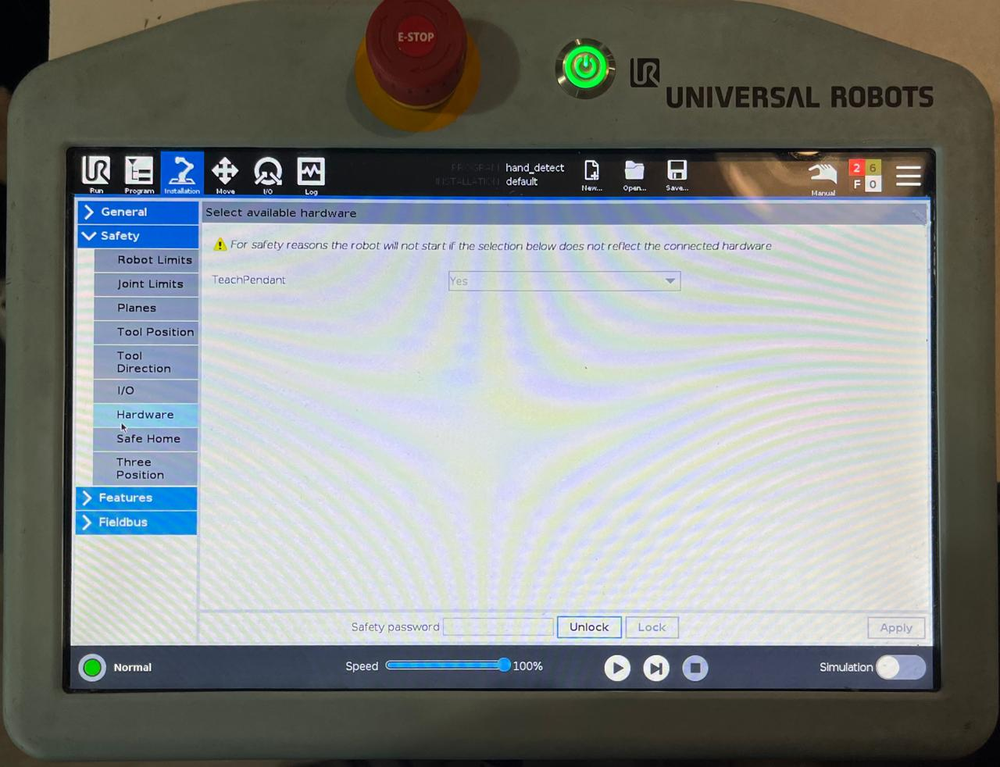 E-STOP
UR
UNIVERSAL ROBOTS
UR
Run
Program
Installation
Move
I/O
Log
PROGRAM hand_detect
INSTALLATION default
New...
Open...
Save...
Manual
2 6
F 0
General
Safety
Robot Limits
Joint Limits
Planes
Tool Position
Tool
Direction
I/O
Hardware
Safe Home
Three
Position
Features
Fieldbus
Select available hardware
For safety reasons the robot will not start if the selection below does not reflect the connected hardware
TeachPendant Yes
Safety password Unlock Lock Apply
Normal Speed 100% Simulation